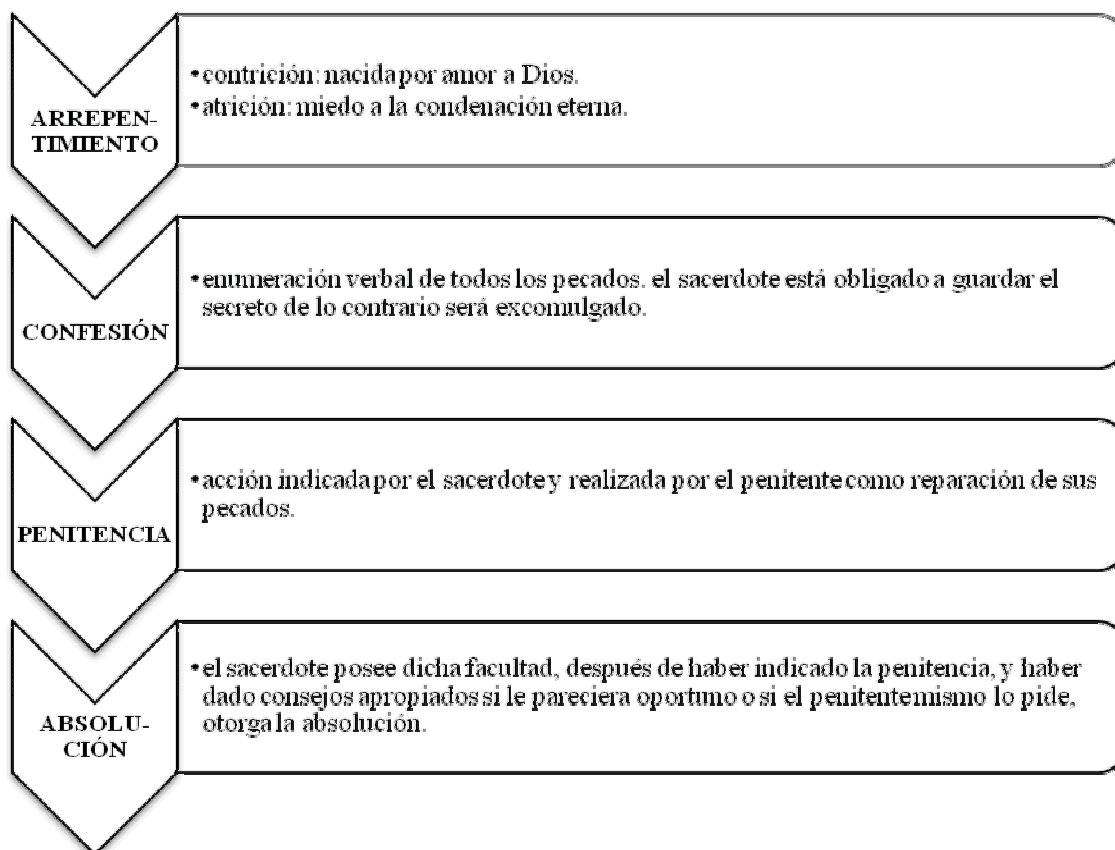 ARREPEN-
TIMIENTO
•contrición: nacida por amor a Dios.
•atrición: miedo a la condenación eterna.
CONFESIÓN
•enumeración verbal de todos los pecados. el sacerdote está obligado a guardar el
secreto de lo contrario será excomulgado.
PENITENCIA
•acción indicada por el sacerdote y realizada por el penitente como reparación de sus
pecados.
ABSOLU-
CIÓN
•el sacerdote posee dicha facultad, después de haber indicado la penitencia, y haber
dado consejos apropiados si le pareciera oportuno o si el penitente mismo lo pide,
otorga la absolución.